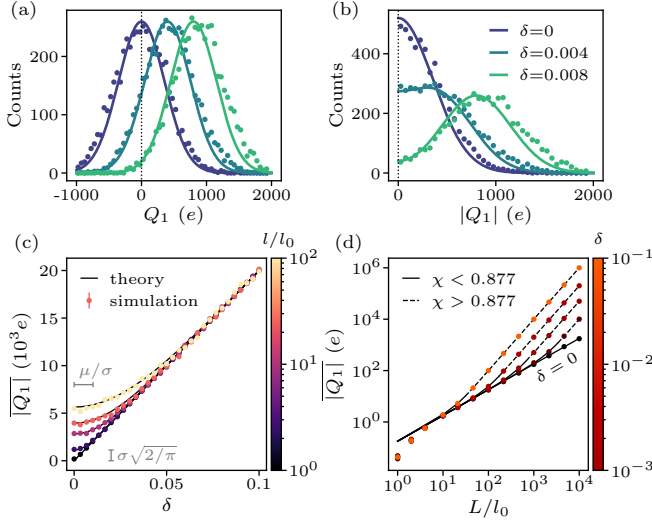 (a)
Counts
250
200
100
0
-1000
0
1000
2000
Q₁ (e)
(b)
Counts
600
400
200
0
0
1000
2000
|Q₁| (e)
δ=0
δ=0.004
δ=0.008
(c)
|Q₁| (10³e)
20
15
10
5
0
0
0.05
0.1
δ
theory
simulation
μ/σ
σ√2/π
l/l₀
10²
10¹
10⁰
(d)
|Q₁| (e)
10⁶
10⁴
10²
10⁰
10⁰
10¹
10²
10³
10⁴
L/l₀
χ < 0.877
χ > 0.877
δ = 0
δ
10⁻¹
10⁻²
10⁻³